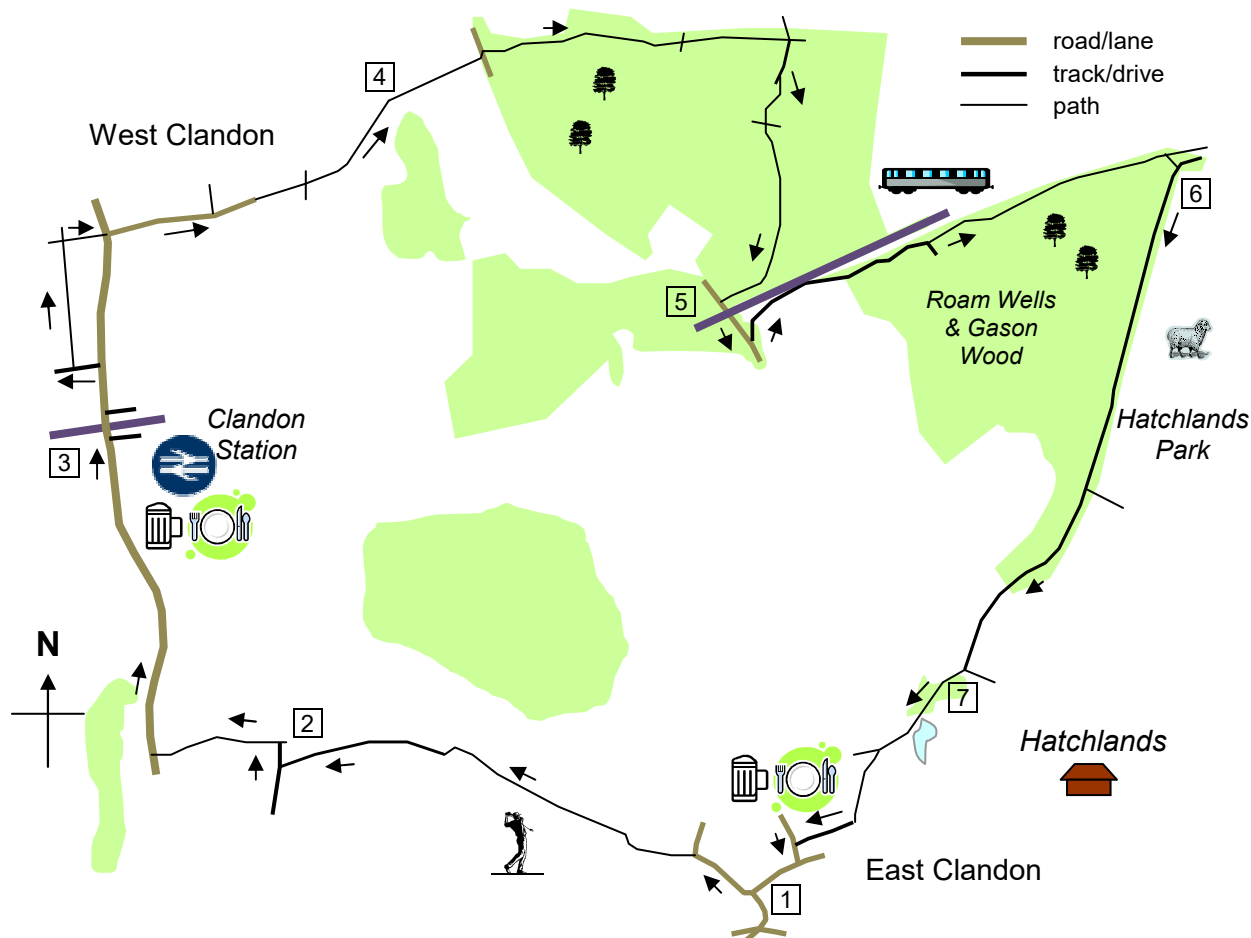 road/lane
track/drive
path
4
West Clandon
6
5
Roam Wells
& Gason
Wood
Clandon
Station
Hatchlands
Park
3
N
2
7
Hatchlands
East Clandon
1